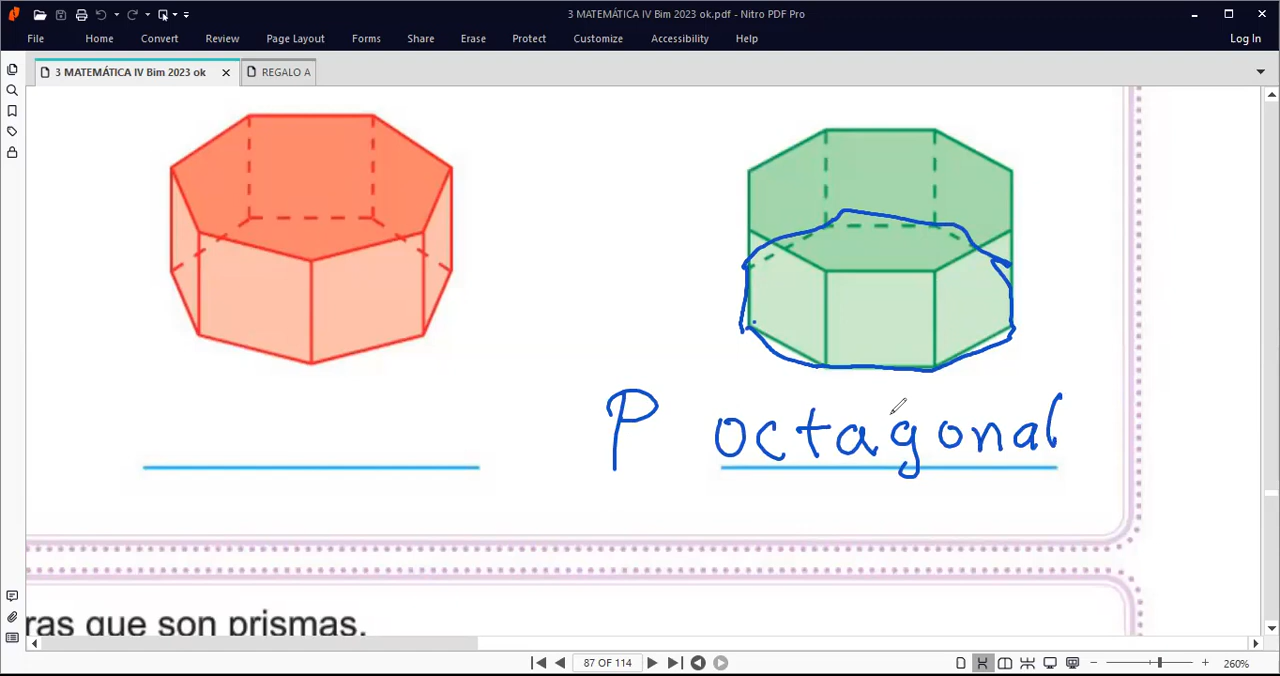 3 MATEMÁTICA IV Bim 2023 ok.pdf - Nitro PDF Pro
File Home Convert Review Page Layout Forms Share Erase Protect Customize Accessibility Help Log In
3 MATEMÁTICA IV Bim 2023 ok REGALO A
P octagonal
ras que son prismas.
87 OF 114 260%